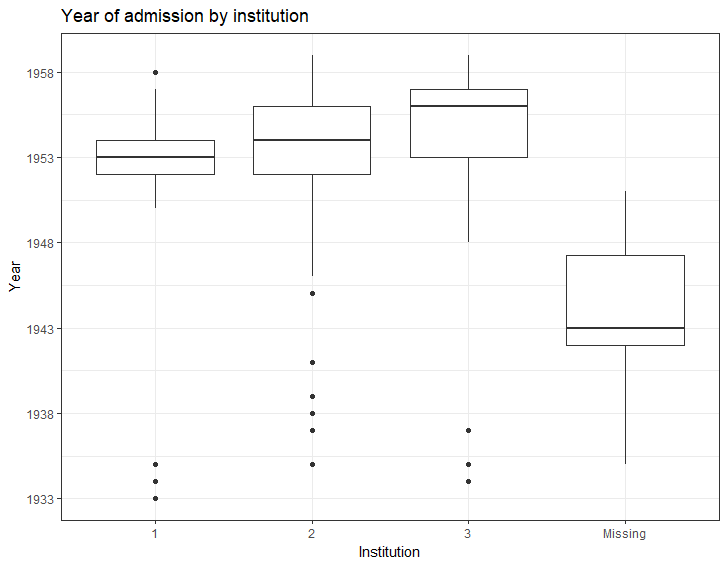 Year of admission by institution
1958
1953
1948
1943
1938
1933
Year
1
2
3
Missing
Institution